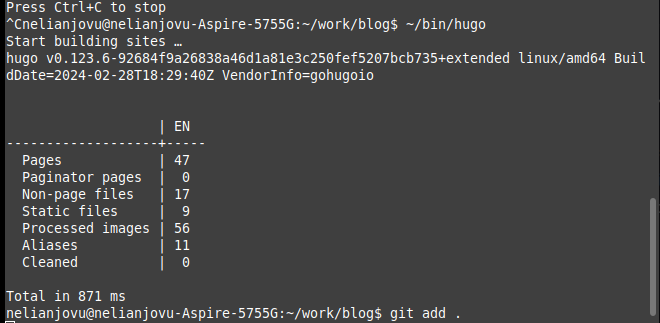 Press Ctrl+C to stop
^Cnelianjovu@nelianjovu-Aspire-5755G:~/work/blog$ ~/bin/hugo
Start building sites …
hugo v0.123.6-92684f9a26838a46d1a81e3c250fef5207bcb735+extended linux/amd64 Buil
dDate=2024-02-28T18:29:40Z VendorInfo=gohugoio
                   | EN
-------------------+-----
  Pages            | 47
  Paginator pages  |  0
  Non-page files   | 17
  Static files     |  9
  Processed images | 56
  Aliases          | 11
  Cleaned          |  0
Total in 871 ms
nelianjovu@nelianjovu-Aspire-5755G:~/work/blog$ git add .